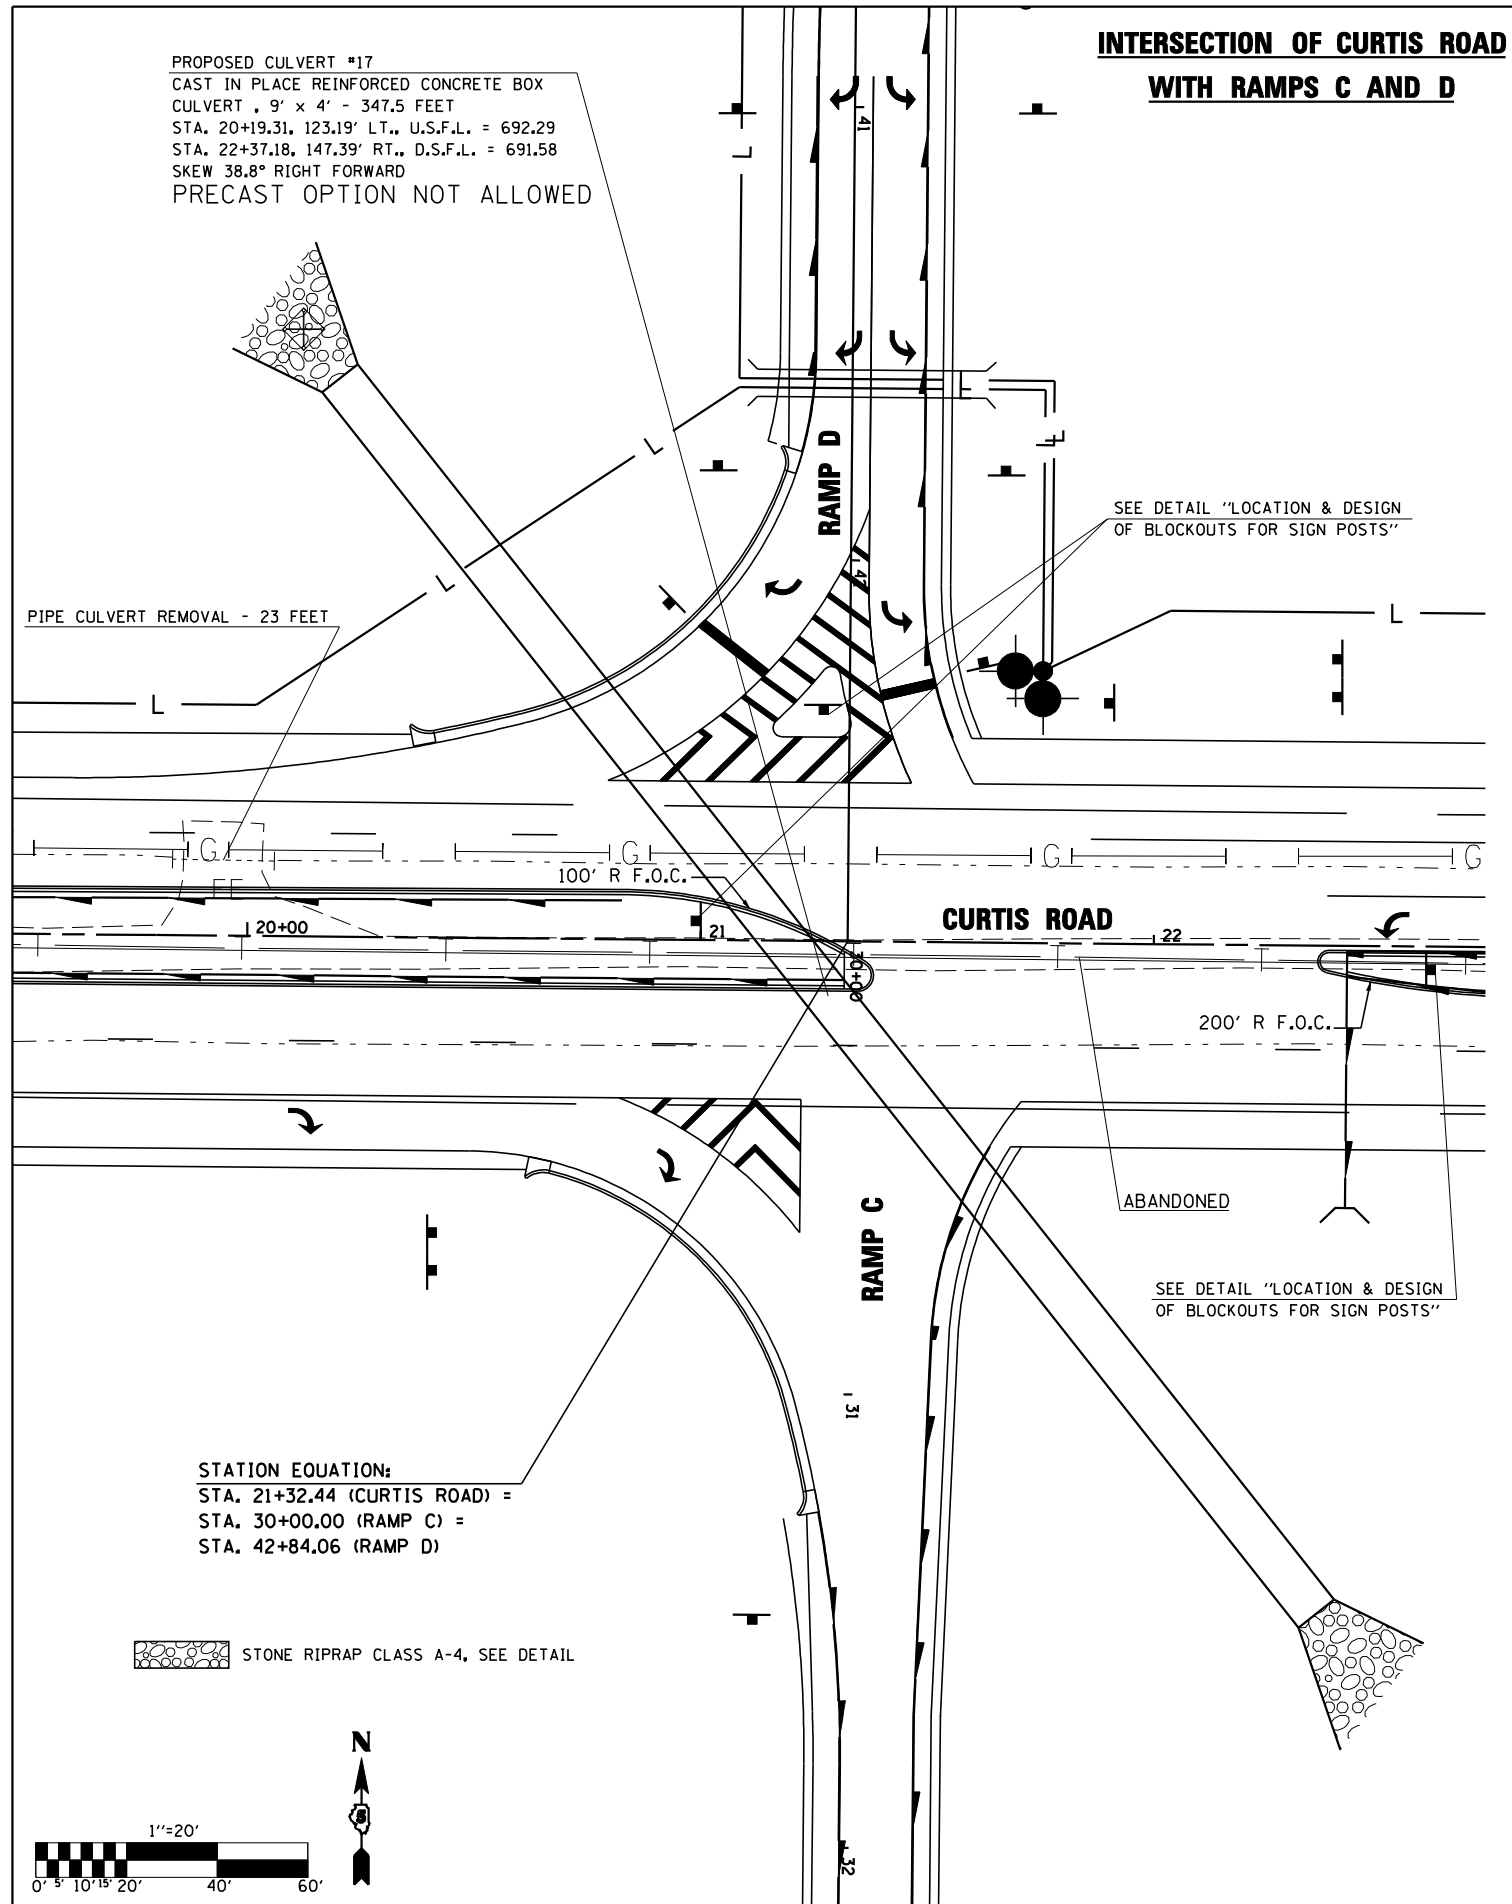 INTERSECTION OF CURTIS ROAD
WITH RAMPS C AND D
PROPOSED CULVERT #17
CAST IN PLACE REINFORCED CONCRETE BOX
CULVERT , 9' x 4' - 347.5 FEET
STA. 20+19.31, 123.19' LT., U.S.F.L. = 692.29
STA. 22+37.18, 147.39' RT., D.S.F.L. = 691.58
SKEW 38.8° RIGHT FORWARD
PRECAST OPTION NOT ALLOWED
41
L
L
L
L
RAMP D
L
SEE DETAIL "LOCATION & DESIGN
OF BLOCKOUTS FOR SIGN POSTS"
42
L
PIPE CULVERT REMOVAL - 23 FEET
L
L
G
G
G
G
100' R F.O.C.
CURTIS ROAD
20+00
21
22
30+00
200' R F.O.C.
ABANDONED
RAMP C
SEE DETAIL "LOCATION & DESIGN
OF BLOCKOUTS FOR SIGN POSTS"
31
STATION EQUATION:
STA. 21+32.44 (CURTIS ROAD) =
STA. 30+00.00 (RAMP C) =
STA. 42+84.06 (RAMP D)
STONE RIPRAP CLASS A-4, SEE DETAIL
N
5
1"=20'
0' 5' 10' 15' 20' 40' 60'
32